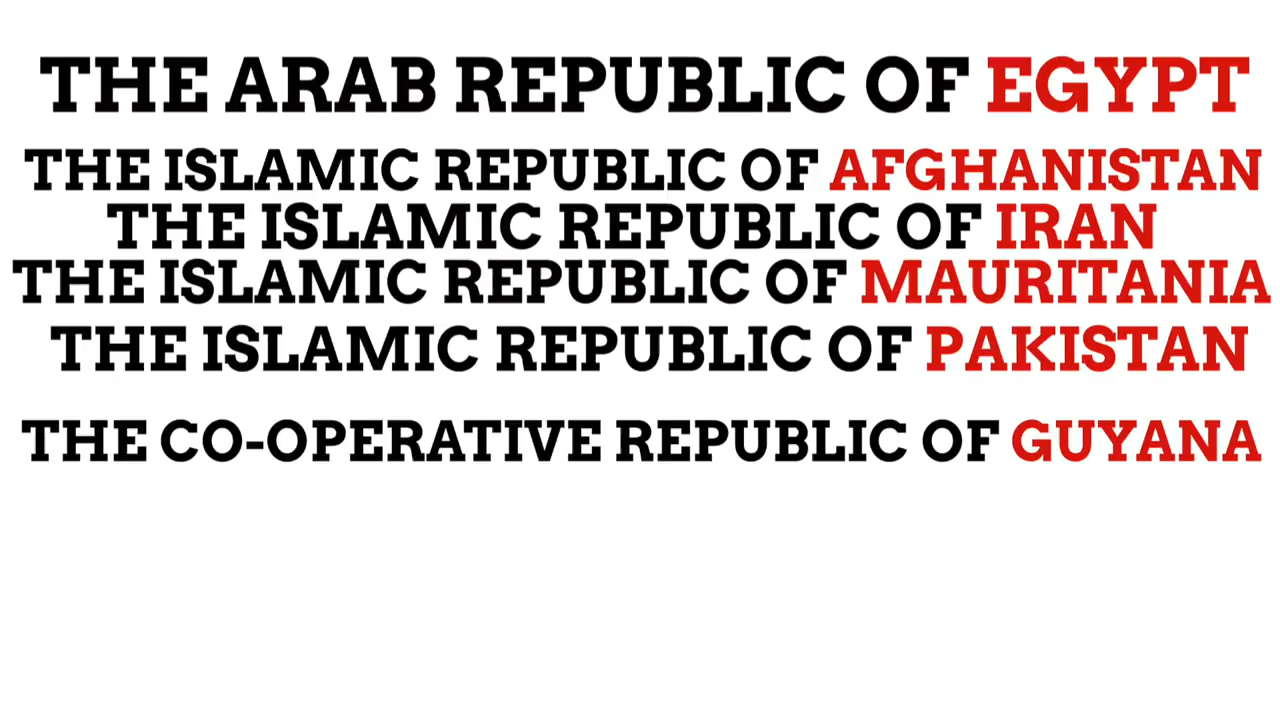 THE ARAB REPUBLIC OF EGYPT
THE ISLAMIC REPUBLIC OF AFGHANISTAN
THE ISLAMIC REPUBLIC OF IRAN
THE ISLAMIC REPUBLIC OF MAURITANIA
THE ISLAMIC REPUBLIC OF PAKISTAN
THE CO-OPERATIVE REPUBLIC OF GUYANA